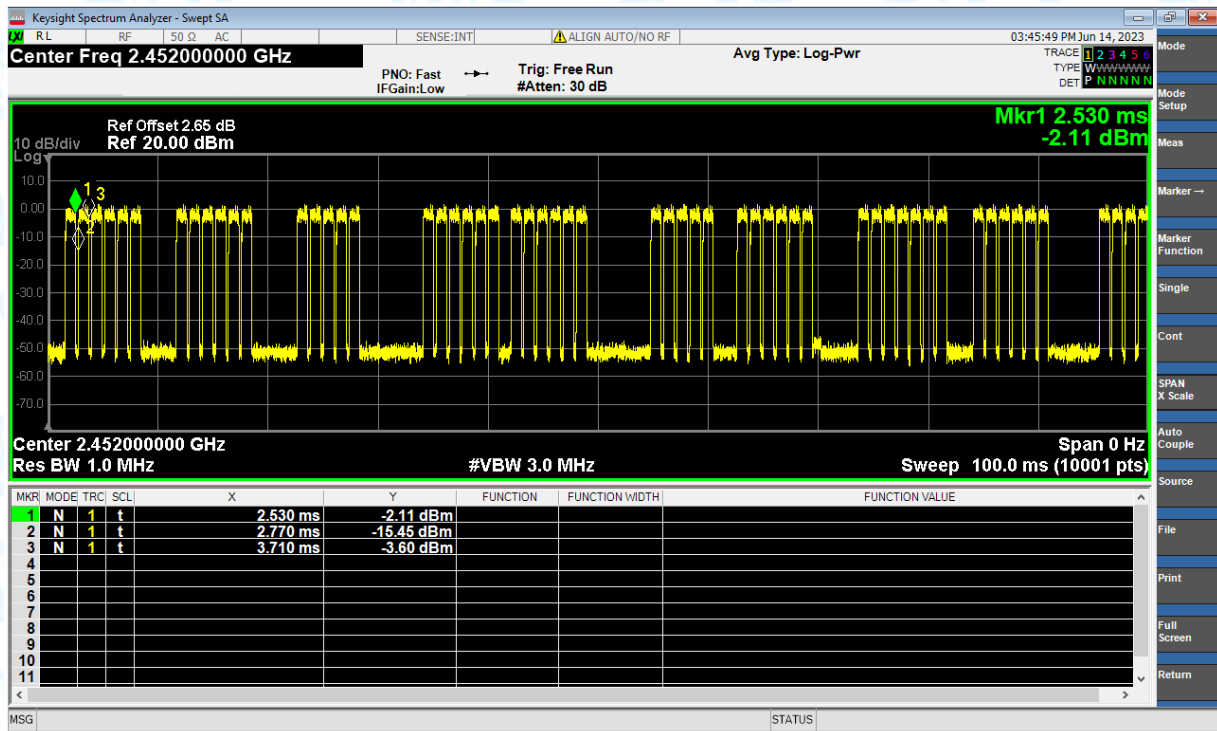 Keysight Spectrum Analyzer - Swept SA
LXI RL RF 50 Ω AC SENSE:INT ALIGN AUTO/NO RF 03:45:49 PM Jun 14, 2023
Center Freq 2.452000000 GHz
PNO: Fast
IFGain:Low
Trig: Free Run
#Atten: 30 dB
Avg Type: Log-Pwr
TRACE 1 2 3 4 5 6
TYPE WWWWWW
DET P N N N N N
Ref Offset 2.65 dB
10 dB/div Ref 20.00 dBm
Log
Mkr1 2.530 ms
-2.11 dBm
10.0
0.00
-10.0
-20.0
-30.0
-40.0
-50.0
-60.0
-70.0
1
2
3
Center 2.452000000 GHz Span 0 Hz
Res BW 1.0 MHz #VBW 3.0 MHz Sweep 100.0 ms (10001 pts)
MKR MODE TRC SCL X Y FUNCTION FUNCTION WIDTH FUNCTION VALUE
1 N 1 t 2.530 ms -2.11 dBm
2 N 1 t 2.770 ms -15.45 dBm
3 N 1 t 3.710 ms -3.60 dBm
4
5
6
7
8
9
10
11
MSG STATUS
Mode
Mode
Setup
Meas
Marker →
Marker
Function
Single
Cont
SPAN
X Scale
Auto
Couple
Source
File
Print
Full
Screen
Return